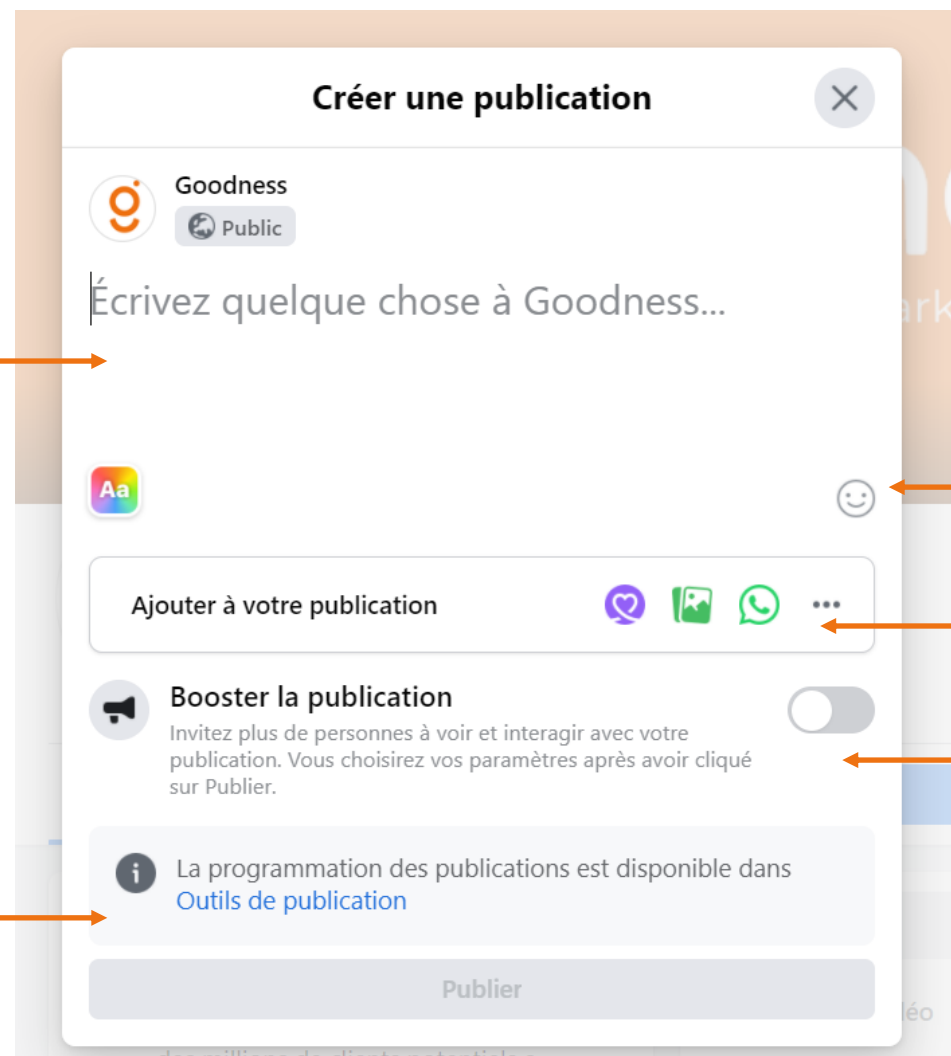 Créer une publication
Goodness
Public
Écrivez quelque chose à Goodness...
Aa
Ajouter à votre publication
Booster la publication
Invitez plus de personnes à voir et interagir avec votre
publication. Vous choisirez vos paramètres après avoir cliqué
sur Publier.
La programmation des publications est disponible dans
Outils de publication
Publier